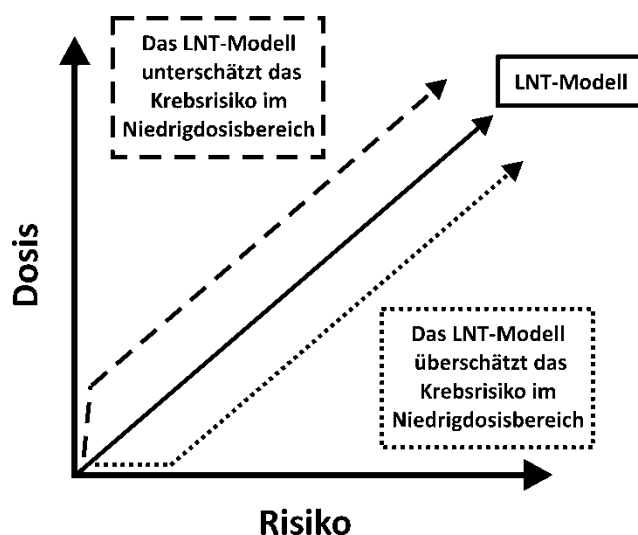 Das LNT-Modell
unterschätzt das
Krebsrisiko im
Niedrigdosisbereich
LNT-Modell
Dosis
Das LNT-Modell
überschätzt das
Krebsrisiko im
Niedrigdosisbereich
Risiko